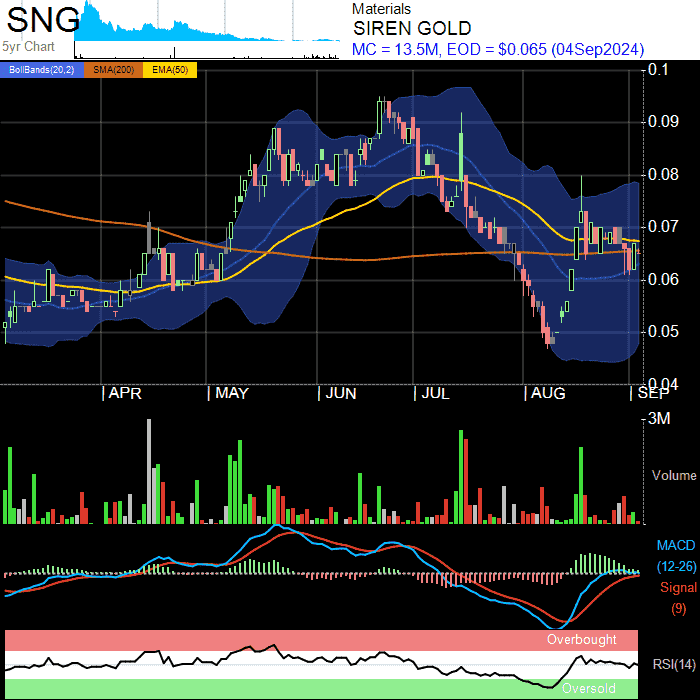 SNG
5yr Chart
Materials
SIREN GOLD
MC = 13.5M, EOD = $0.065 (04Sep2024)
BollBands(20,2) SMA(200) EMA(50)
0.1
0.09
0.08
0.07
0.06
0.05
0.04
APR MAY JUN JUL AUG SEP
3M
Volume
MACD
(12-26)
Signal
(9)
Overbought
RSI(14)
Oversold